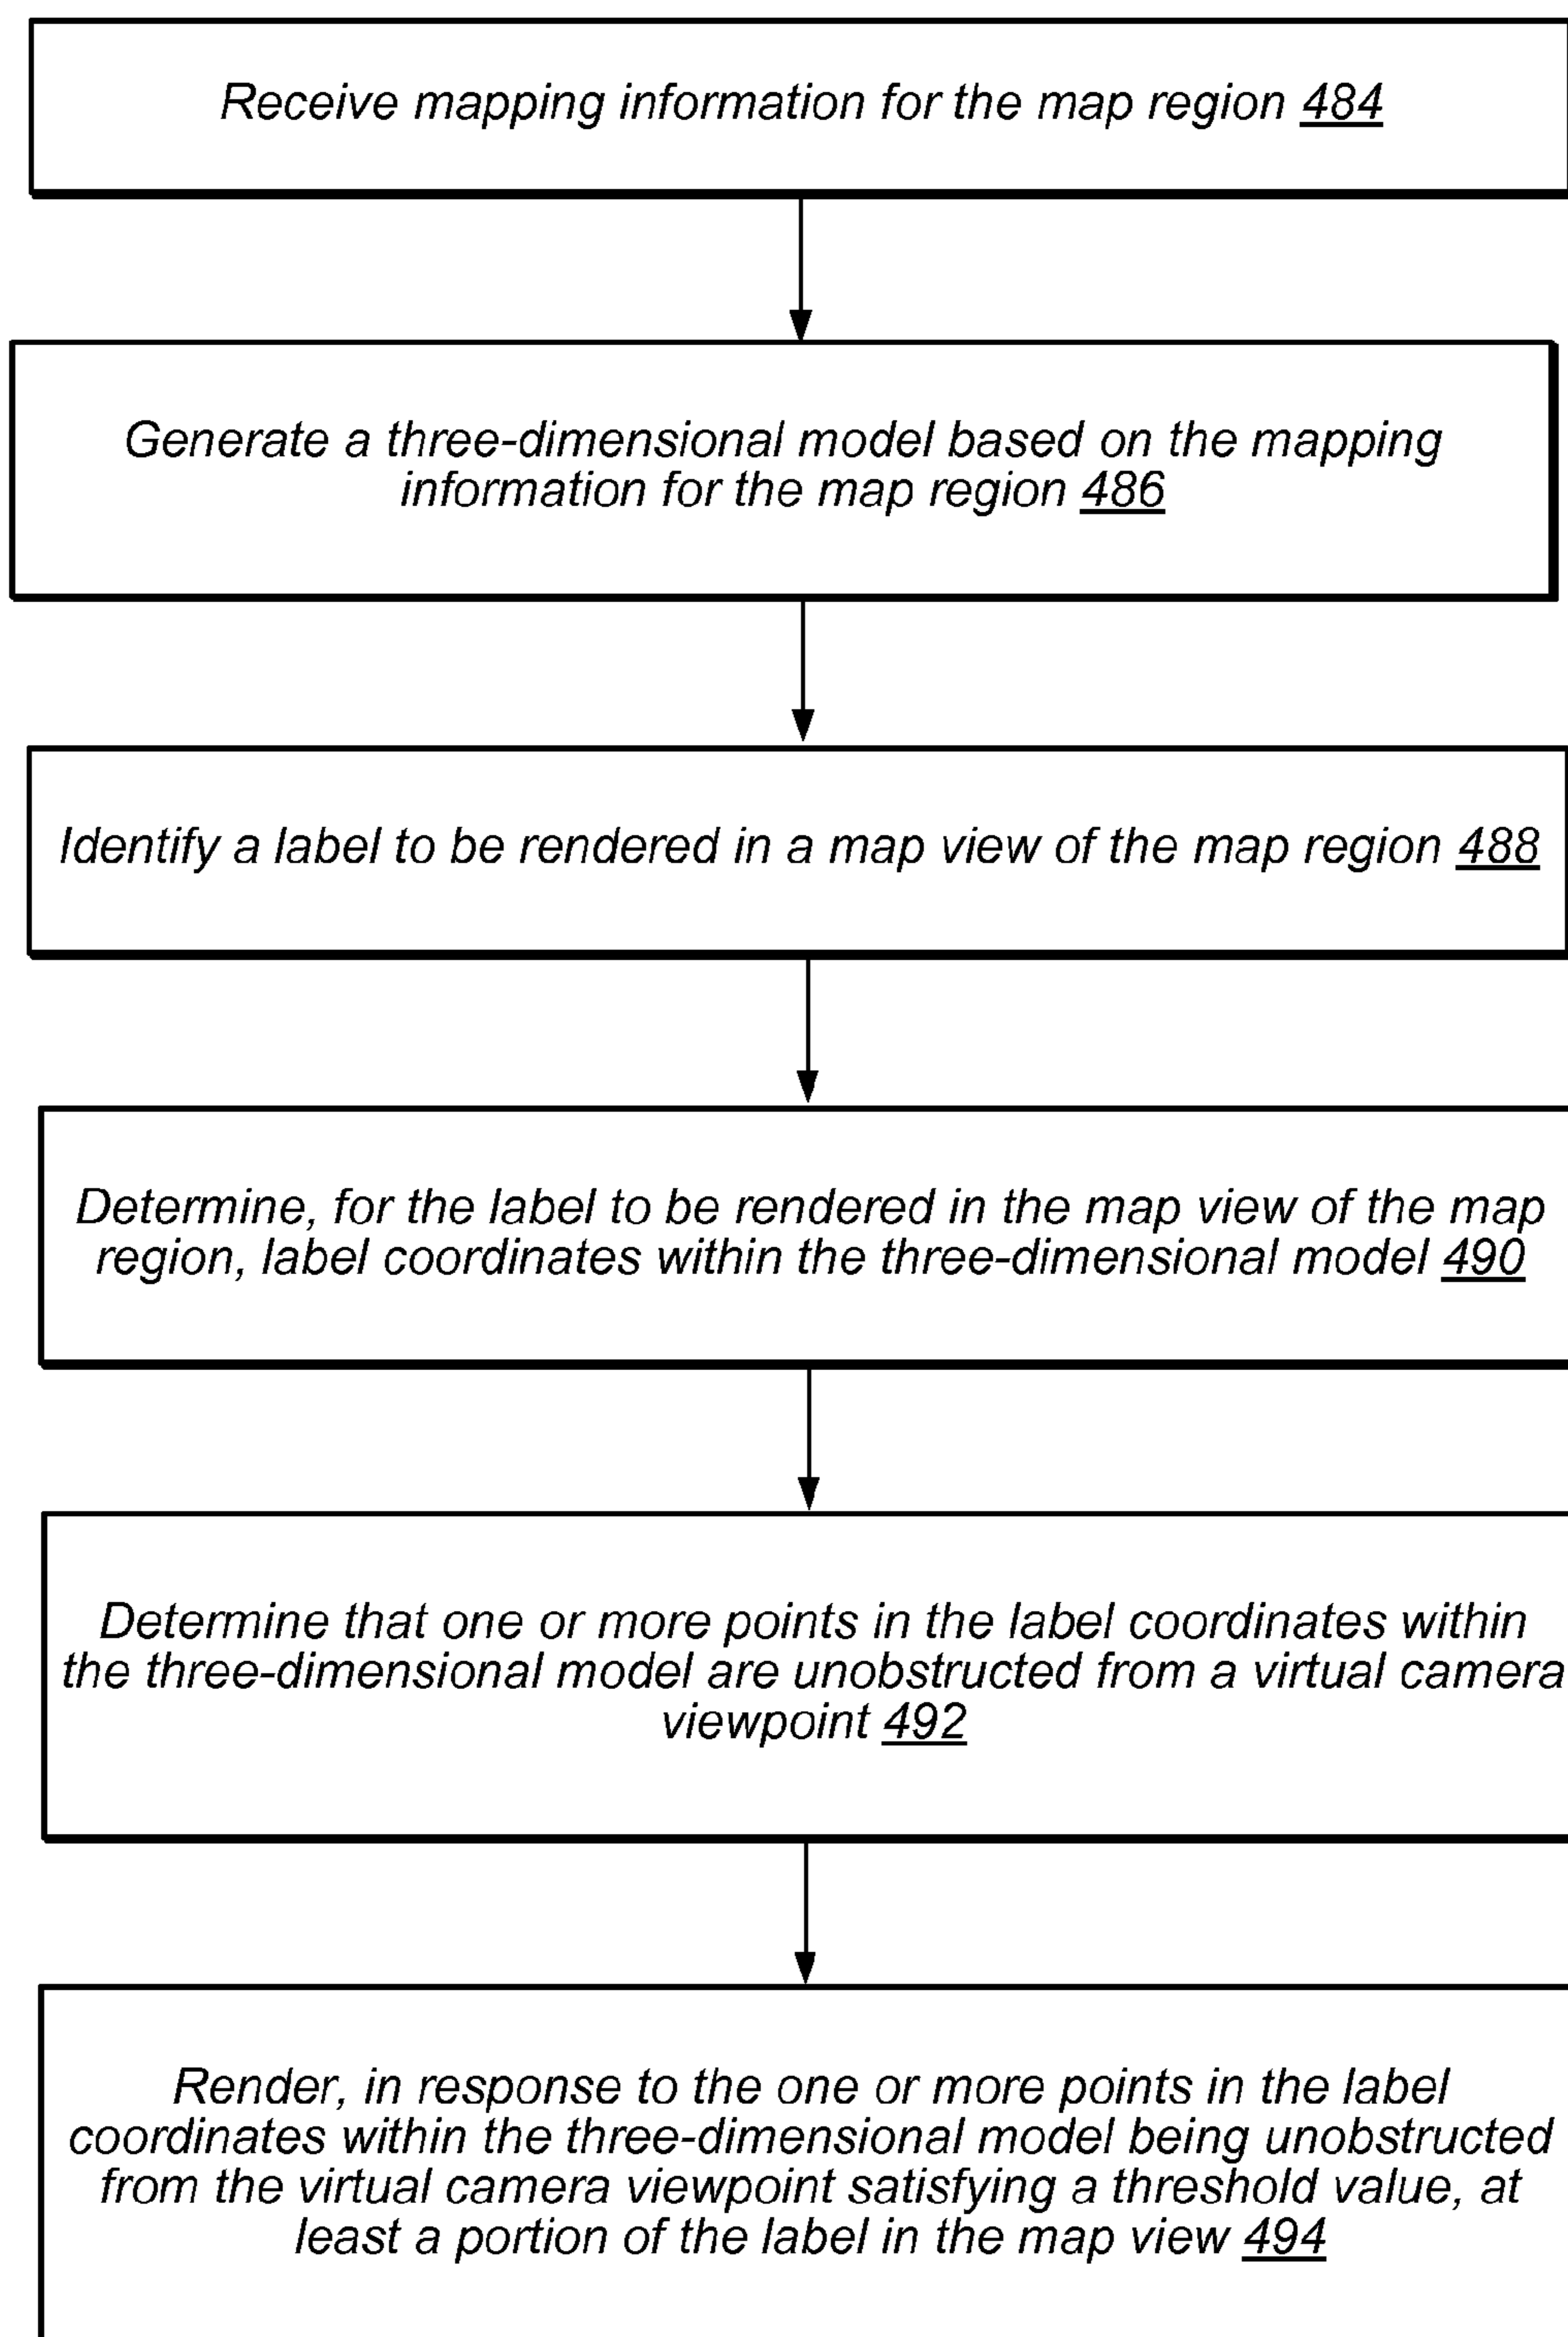 Receive mapping information for the map region 484
Generate a three-dimensional model based on the mapping
information for the map region 486
Identify a label to be rendered in a map view of the map region 488
Determine, for the label to be rendered in the map view of the map
region, label coordinates within the three-dimensional model 490
Determine that one or more points in the label coordinates within
the three-dimensional model are unobstructed from a virtual camera
viewpoint 492
Render, in response to the one or more points in the label
coordinates within the three-dimensional model being unobstructed
from the virtual camera viewpoint satisfying a threshold value, at
least a portion of the label in the map view 494